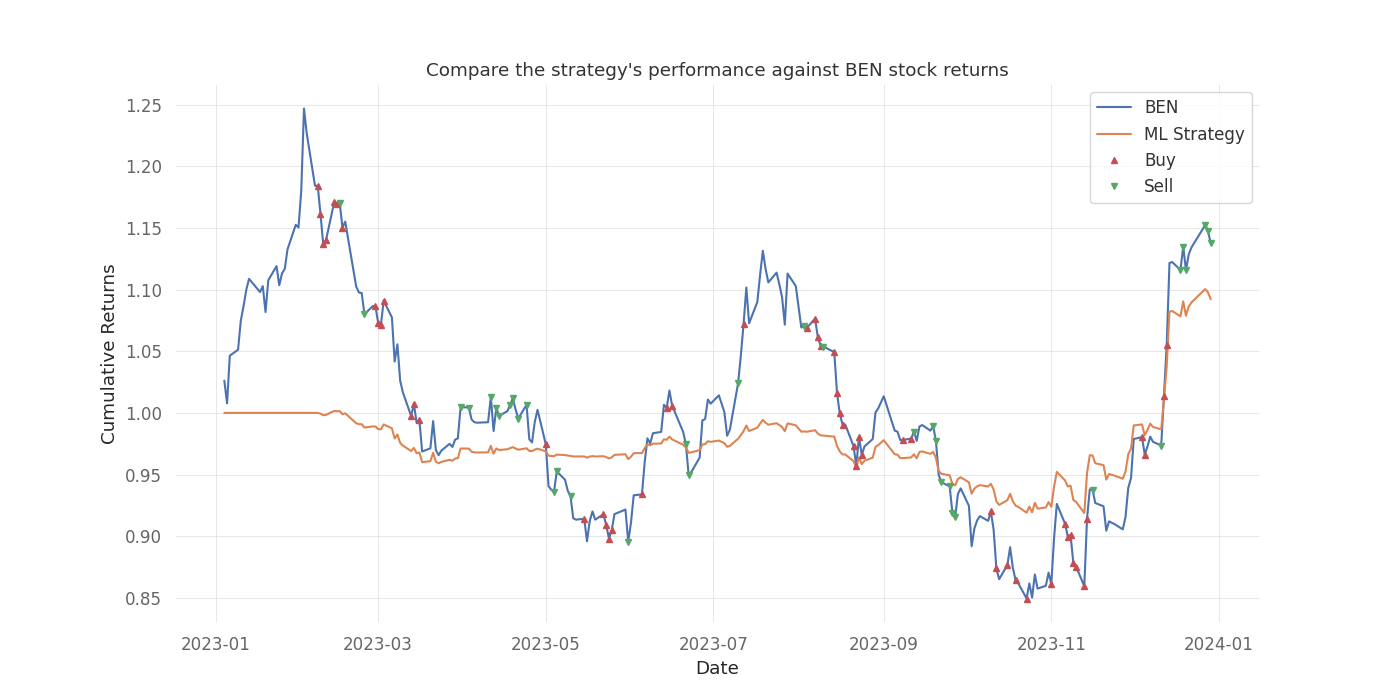 Compare the strategy's performance against BEN stock returns
BEN
ML Strategy
Buy
Sell
Cumulative Returns
1.25
1.20
1.15
1.10
1.05
1.00
0.95
0.90
0.85
2023-01
2023-03
2023-05
2023-07
2023-09
2023-11
2024-01
Date